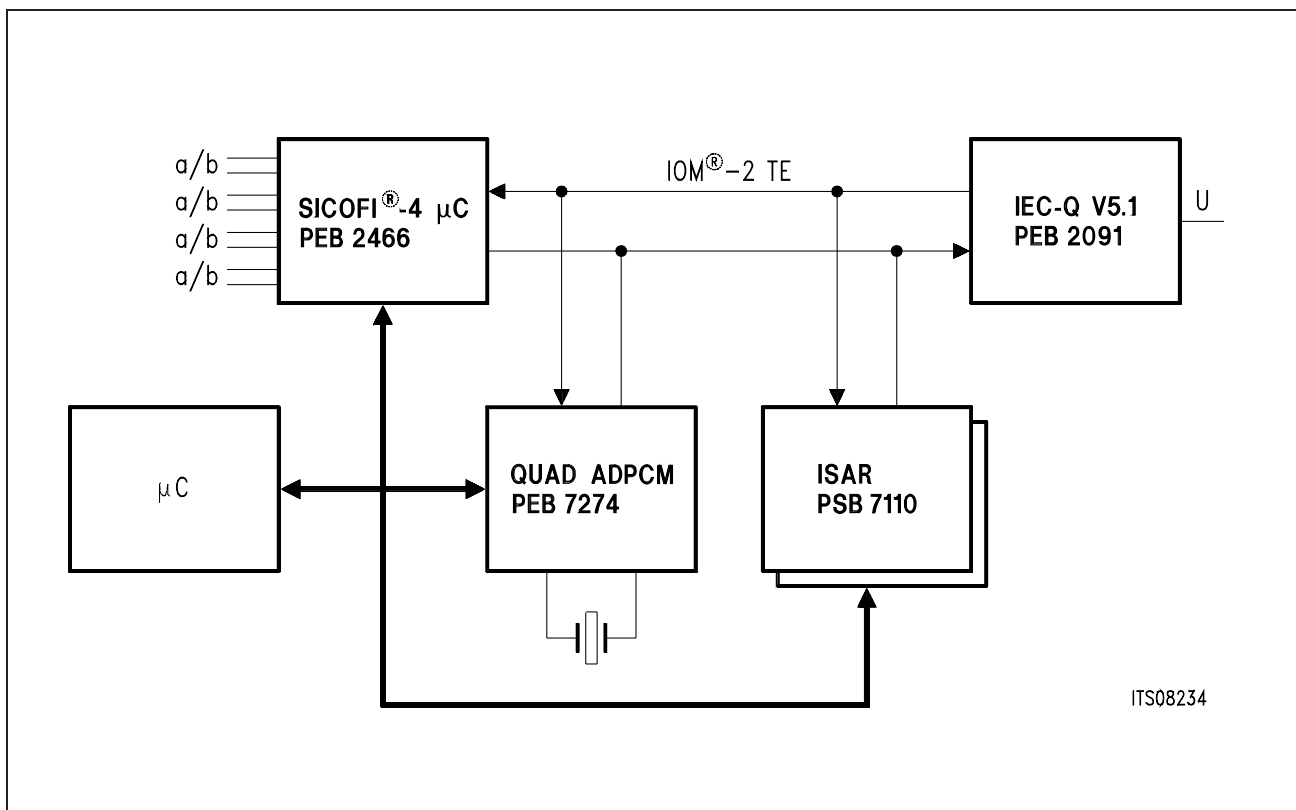 a/b
a/b
a/b
a/b
SICOFI®-4 µC
PEB 2466
IOM®-2 TE
IEC-Q V5.1
PEB 2091
U
µC
QUAD ADPCM
PEB 7274
ISAR
PSB 7110
ITS08234